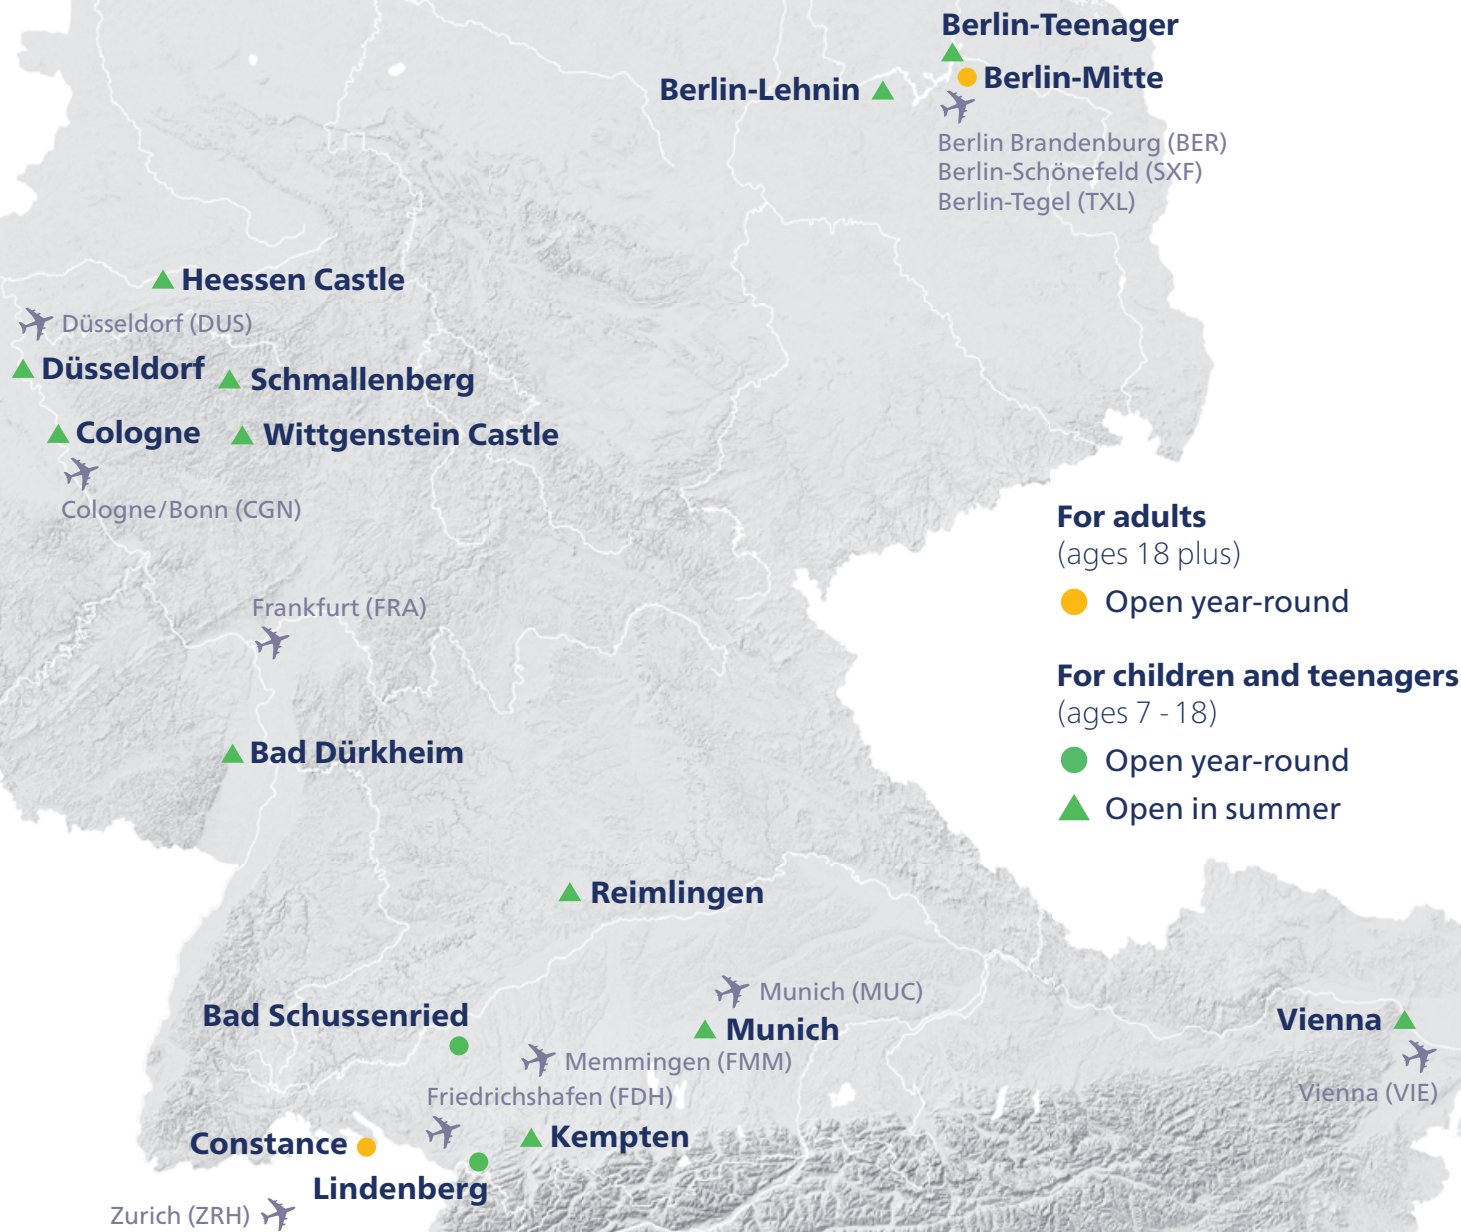 Berlin-Teenager
Berlin-Mitte
Berlin-Lehnin
Berlin Brandenburg (BER)
Berlin-Schönefeld (SXF)
Berlin-Tegel (TXL)
Heessen Castle
Düsseldorf (DUS)
Düsseldorf
Schmallenberg
Cologne
Wittgenstein Castle
Cologne/Bonn (CGN)
For adults
(ages 18 plus)
Open year-round
Frankfurt (FRA)
For children and teenagers
(ages 7 - 18)
Open year-round
Open in summer
Bad Dürkheim
Reimlingen
Munich (MUC)
Bad Schussenried
Munich
Vienna
Memmingen (FMM)
Friedrichshafen (FDH)
Vienna (VIE)
Constance
Kempten
Lindenberg
Zurich (ZRH)